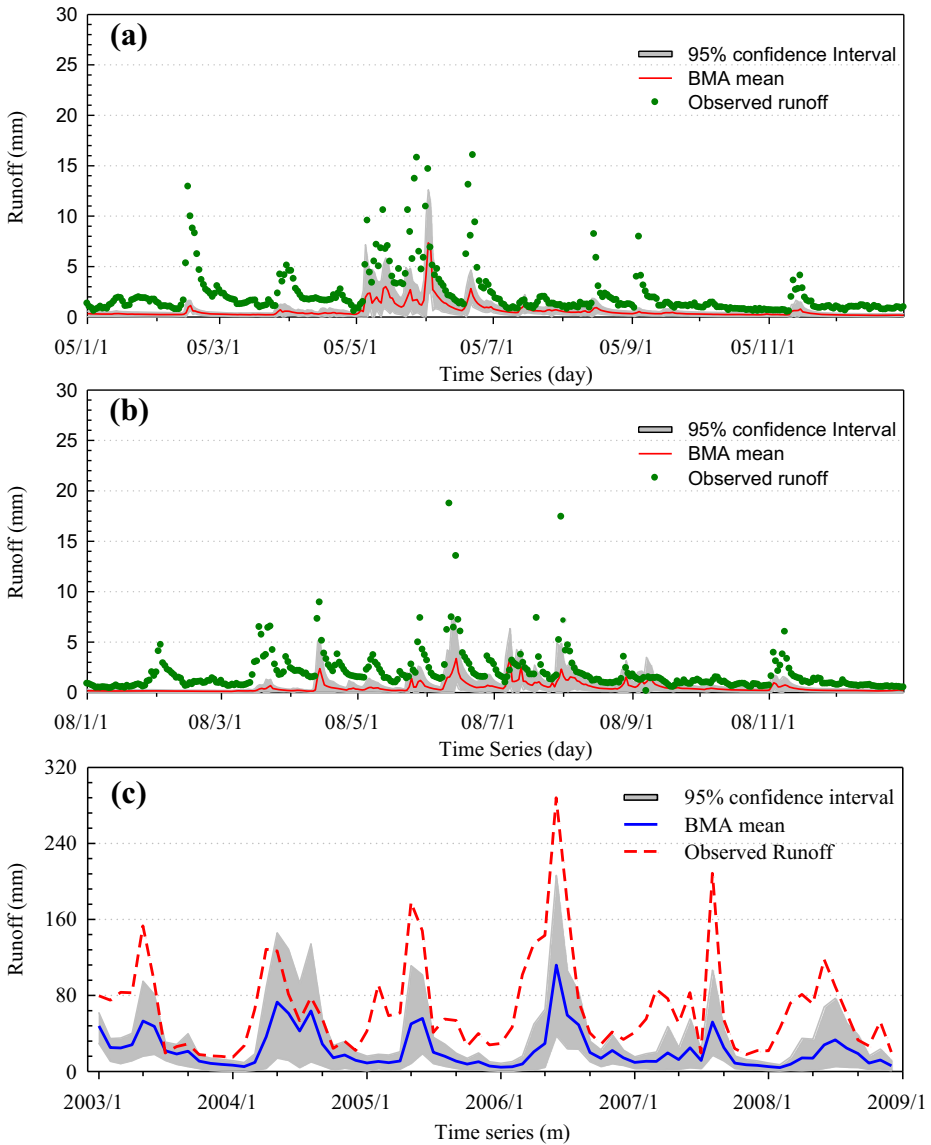 (a)
30
25
20
15
10
5
0
Runoff (mm)
95% confidence Interval
BMA mean
Observed runoff
05/1/1 05/3/1 05/5/1 05/7/1 05/9/1 05/11/1
Time Series (day)
(b)
30
25
20
15
10
5
0
Runoff (mm)
95% confidence Interval
BMA mean
Observed runoff
08/1/1 08/3/1 08/5/1 08/7/1 08/9/1 08/11/1
Time Series (day)
(c)
320
240
160
80
0
Runoff (mm)
95% confidence interval
BMA mean
Observed Runoff
2003/1 2004/1 2005/1 2006/1 2007/1 2008/1 2009/1
Time series (m)